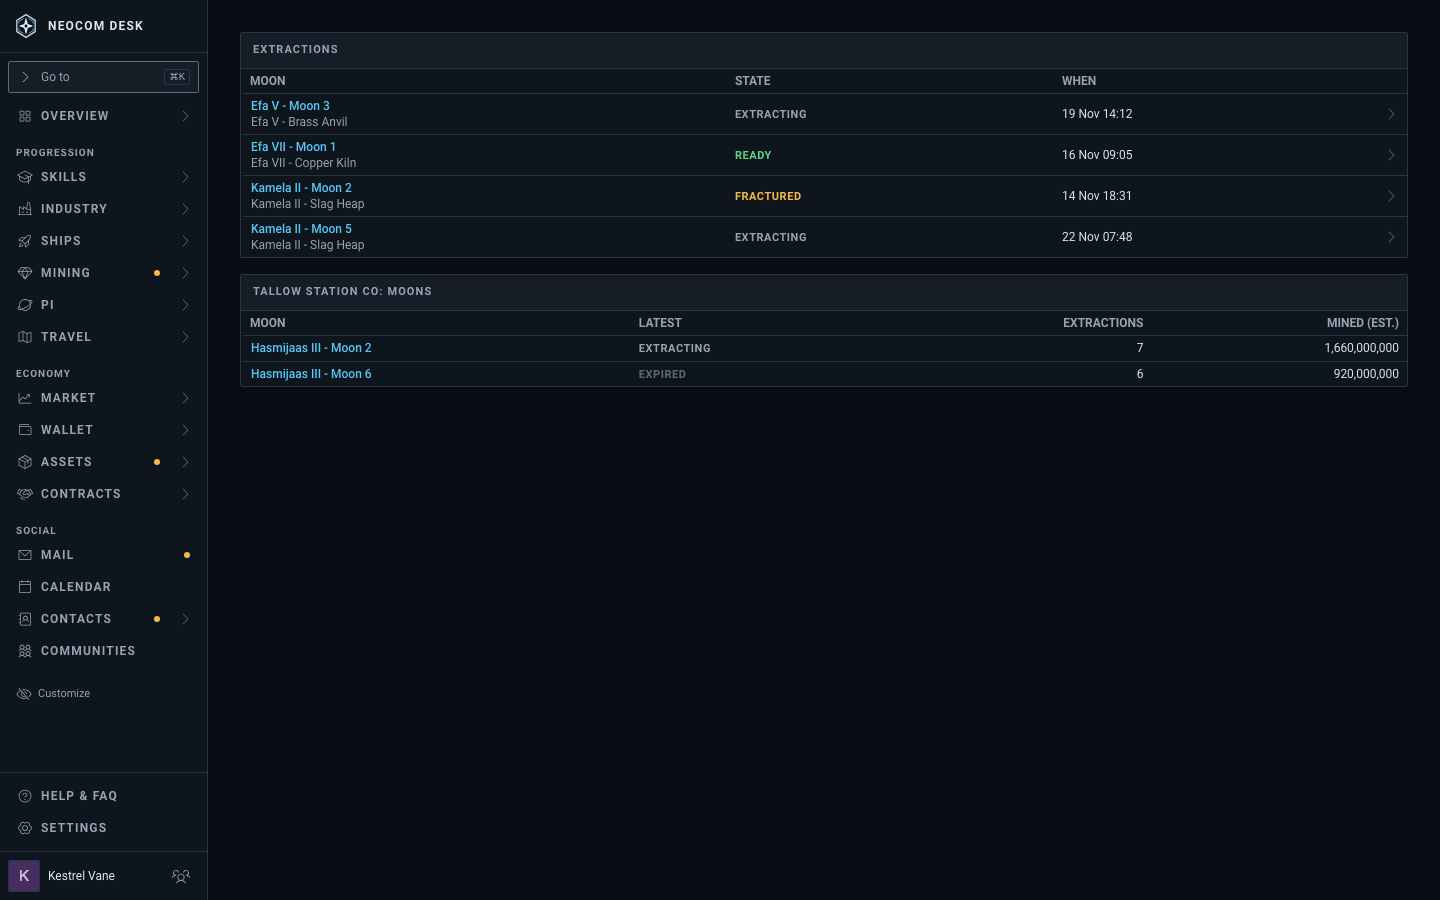 NEOCOM DESK
Go to ⌘K
OVERVIEW
PROGRESSION
SKILLS
INDUSTRY
SHIPS
MINING
PI
TRAVEL
ECONOMY
MARKET
WALLET
ASSETS
CONTRACTS
SOCIAL
MAIL
CALENDAR
CONTACTS
COMMUNITIES
Customize
HELP & FAQ
SETTINGS
K Kestrel Vane
EXTRACTIONS
MOON STATE WHEN
Efa V - Moon 3
Efa V - Brass Anvil
EXTRACTING 19 Nov 14:12
Efa VII - Moon 1
Efa VII - Copper Kiln
READY 16 Nov 09:05
Kamela II - Moon 2
Kamela II - Slag Heap
FRACTURED 14 Nov 18:31
Kamela II - Moon 5
Kamela II - Slag Heap
EXTRACTING 22 Nov 07:48
TALLOW STATION CO: MOONS
MOON LATEST EXTRACTIONS MINED (EST.)
Hasmijaas III - Moon 2 EXTRACTING 7 1,660,000,000
Hasmijaas III - Moon 6 EXPIRED 6 920,000,000